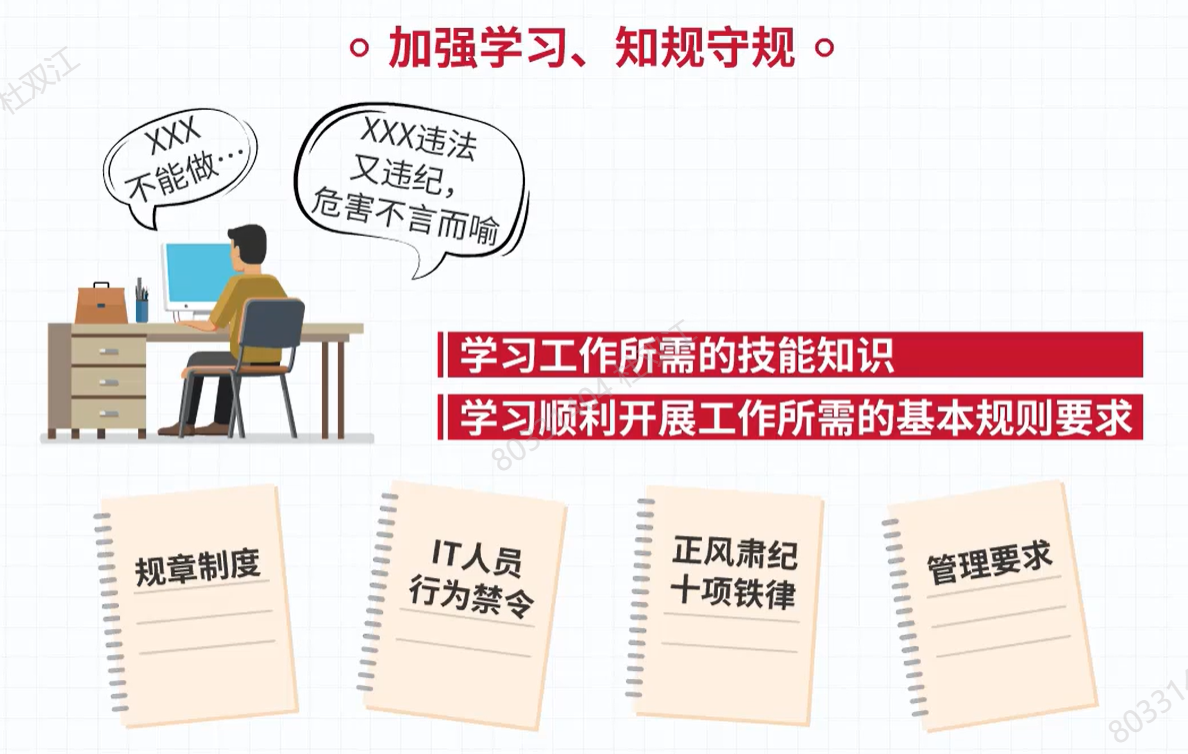 加强学习、知规守规
杜双江
XXX
不能做…
XXX违法
又违纪，
危害不言而喻
学习工作所需的技能知识
学习顺利开展工作所需的基本规则要求
规章制度
IT人员
行为禁令
正风肃纪
十项铁律
管理要求